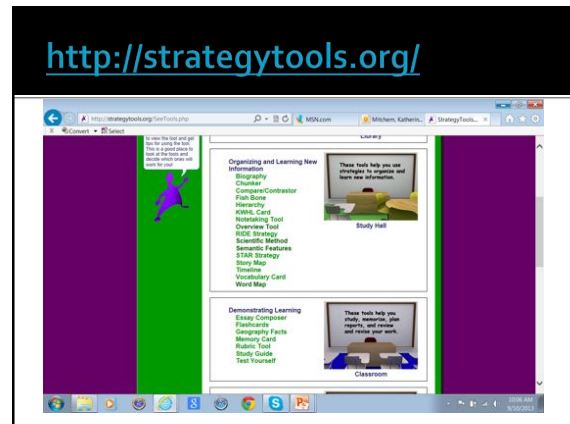 http://strategytools.org/
http://strategytools.org/SeeTools.php
MSN.com
Mitchem, Katherin...
StrategyTools...
x Convert Select
to view the tool and get
tips for using the tool
This is a good place to
look at the tools and
decide which ones will
work for you!
Library
Organizing and Learning New
Information
Biography
Chunker
Compare/Contrastor
Fish Bone
Hierarchy
KWHL Card
Notetaking Tool
Overview Tool
RIDE Strategy
Scientific Method
Semantic Features
STAR Strategy
Story Map
Timeline
Vocabulary Card
Word Map
These tools help you use
strategies to organize and
learn new information.
Study Hall
Demonstrating Learning
Essay Composer
Flashcards
Geography Facts
Memory Card
Rubric Tool
Study Guide
Test Yourself
These tools help you
study, memorize, plan
reports, and review
and revise your work.
Classroom
10:06 AM